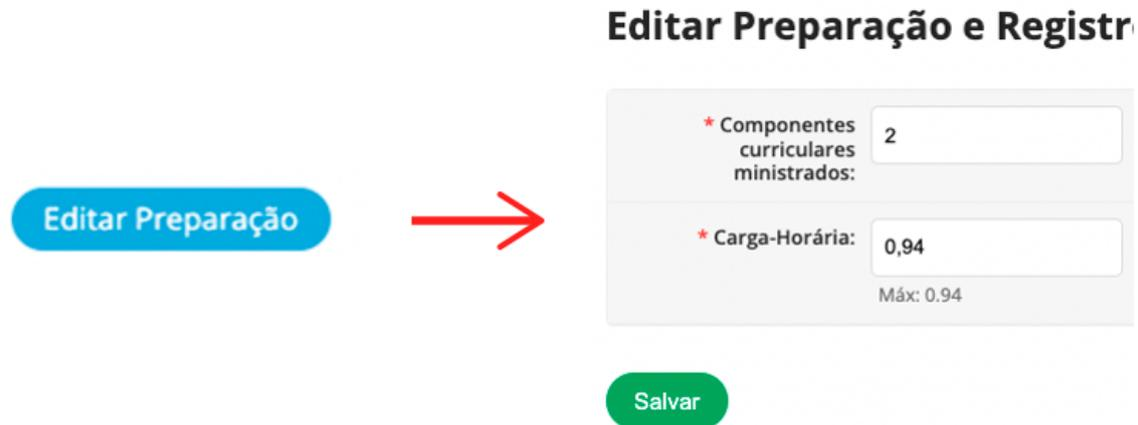 Editar Preparação e Registr
* Componentes
curriculares
ministrados:
2
Editar Preparação
* Carga-Horária:
0,94
Máx: 0.94
Salvar